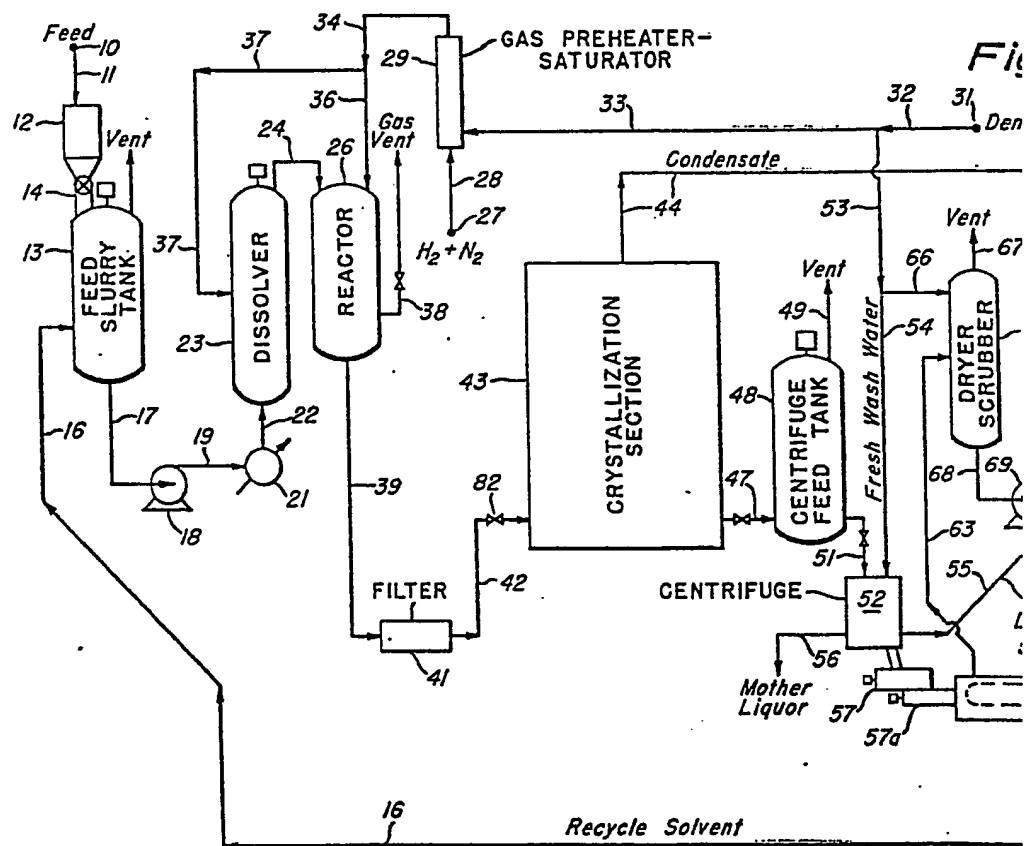 Feed
10
11
12
Vent
14
13
FEED
SLURRY
TANK
16
17
18
19
21
22
23
DISSOLVER
24
37
37
34
36
29
GAS PREHEATER-
SATURATOR
26
REACTOR
Gas
Vent
38
28
27
H2 + N2
33
32
31
Den
Fig
Condensate
44
53
43
CRYSTALLIZATION
SECTION
39
82
42
FILTER
41
47
Vent
49
48
CENTRIFUGE
FEED TANK
51
Fresh Wash Water
54
66
Vent
67
DRYER
SCRUBBER
68
69
63
55
CENTRIFUGE
52
56
Mother
Liquor
57
57a
16
Recycle Solvent